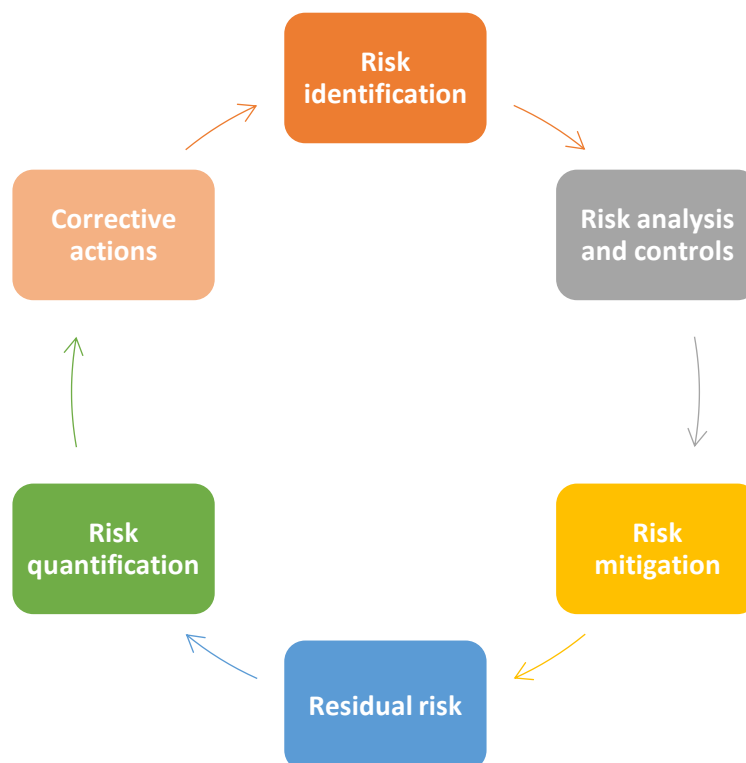 Risk
identification
Risk analysis
and controls
Risk
mitigation
Residual risk
Risk
quantification
Corrective
actions